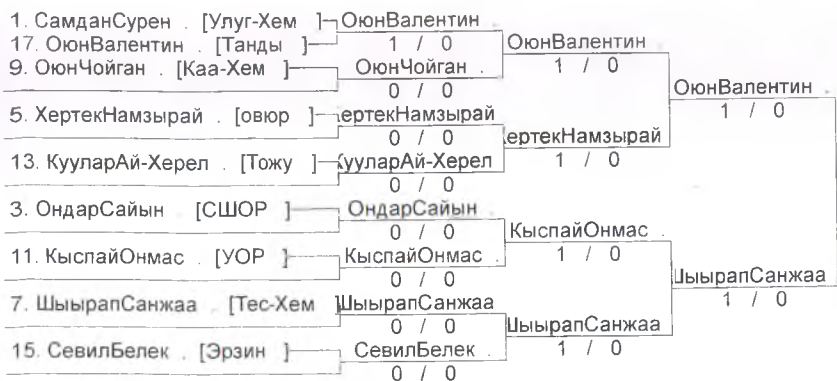 1. СамданСурен . [Улуг-Хем ] ОюнВалентин
17. ОюнВалентин . [Танды ] 1 / 0 ОюнВалентин
9. ОюнЧойган . [Каа-Хем ] ОюнЧойган . 1 / 0
0 / 0 ОюнВалентин .
5. ХертекНамзырай . [овюр ] ертекНамзырай 1 / 0
0 / 0 ертекНамзырай
13. КууларАй-Херел . [Тожу ] КууларАй-Херел 1 / 0
0 / 0
3. ОндарСайын [СШОР ] ОндарСайын .
0 / 0 КыспайОнмас .
11. КыспайОнмас . [УОР ] КыспайОнмас . 1 / 0
0 / 0 ШыырапСанжаа
7. ШыырапСанжаа . [Тес-Хем ] ШыырапСанжаа 1 / 0
0 / 0 ШыырапСанжаа
15. СевилБелек . [Эрзин ] СевилБелек . 1 / 0
0 / 0